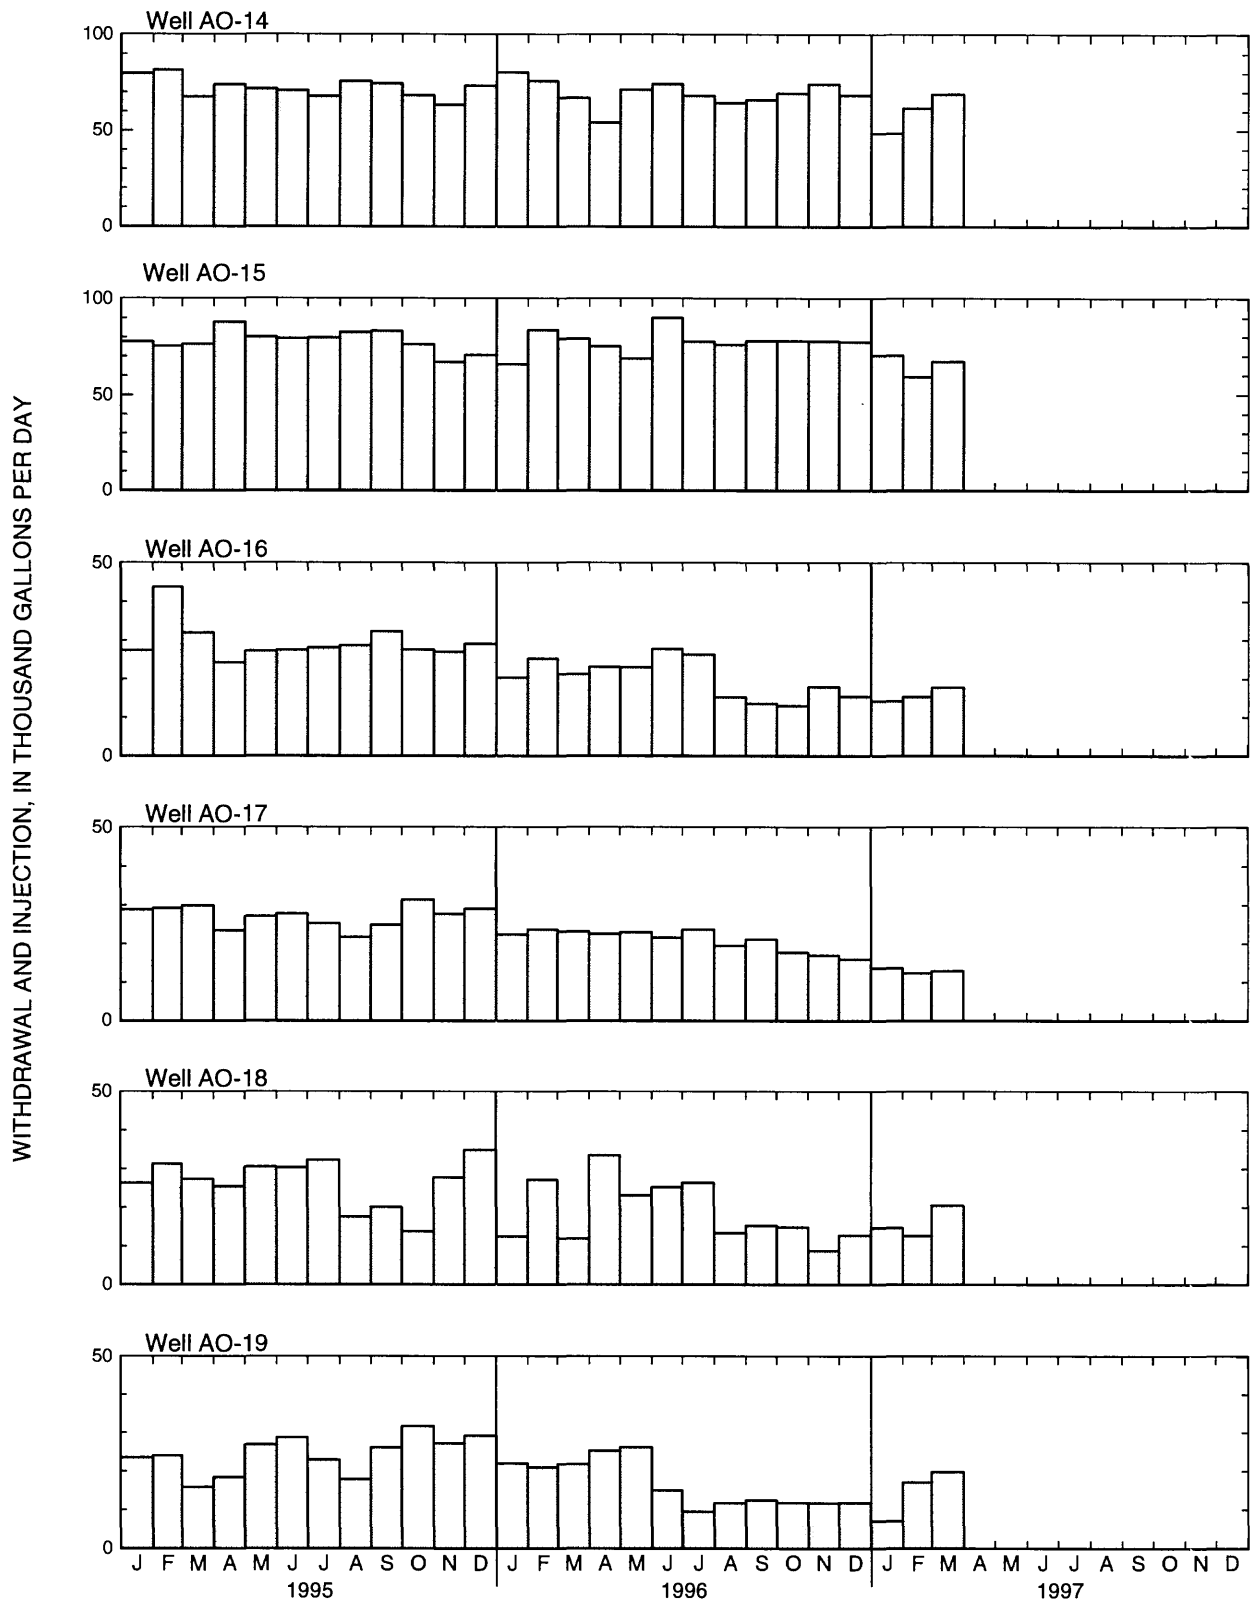 WITHDRAWAL AND INJECTION, IN THOUSAND GALLONS PER DAY
Well AO-14
100
50
0
Well AO-15
100
50
0
Well AO-16
50
0
Well AO-17
50
0
Well AO-18
50
0
Well AO-19
50
0
J F M A M J J A S O N D J F M A M J J A S O N D J F M A M J J A S O N D
1995 1996 1997